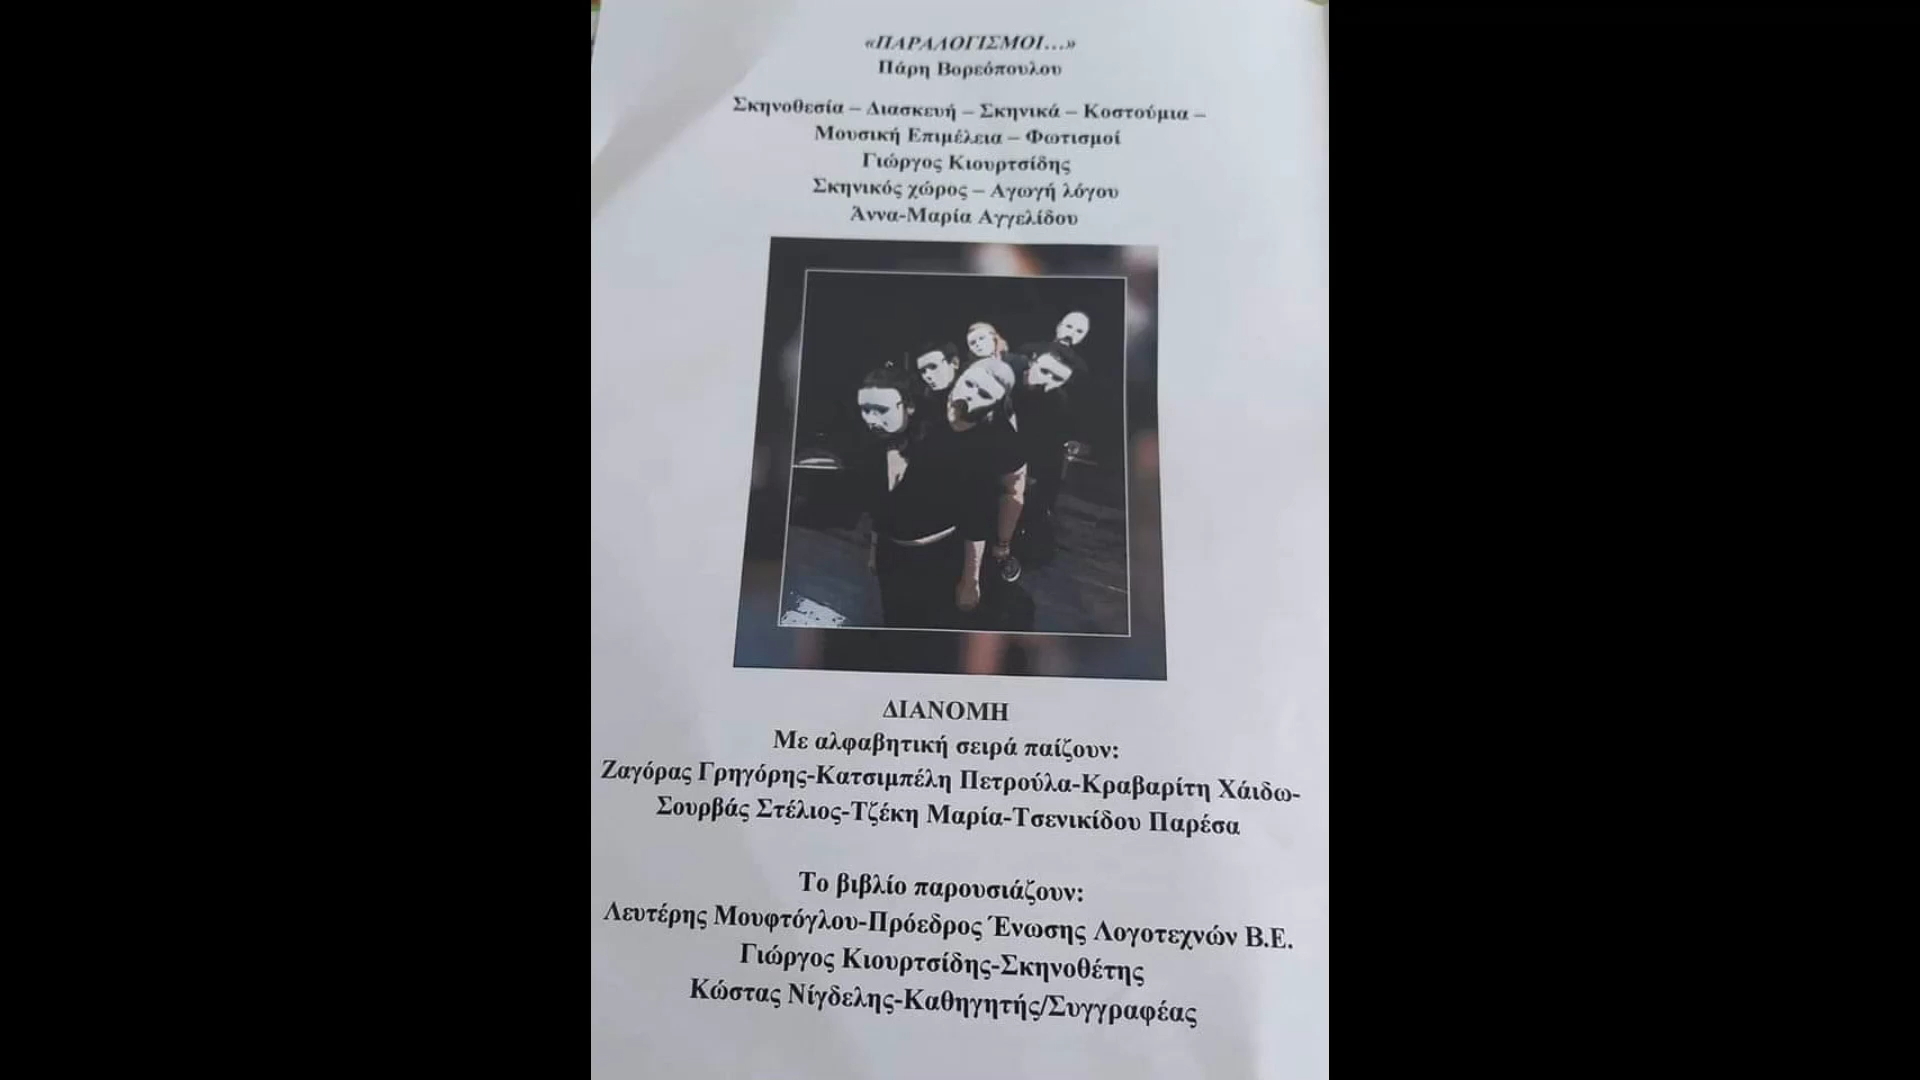 «ΠΑΡΑΛΟΓΙΣΜΟΙ…»
Πάρη Βορεόπουλου
Σκηνοθεσία – Διασκευή – Σκηνικά – Κοστούμια –
Μουσική Επιμέλεια – Φωτισμοί
Γιώργος Κιουρτσίδης
Σκηνικός χώρος – Αγωγή λόγου
Άννα-Μαρία Αγγελίδου
ΔΙΑΝΟΜΗ
Με αλφαβητική σειρά παίζουν:
Ζαγόρας Γρηγόρης-Κατσιμπέλη Πετρούλα-Κραβαρίτη Χάιδω-
Σουρβάς Στέλιος-Τζέκη Μαρία-Τσενικίδου Παρέσα
Το βιβλίο παρουσιάζουν:
Λευτέρης Μουφτόγλου-Πρόεδρος Ένωσης Λογοτεχνών Β.Ε.
Γιώργος Κιουρτσίδης-Σκηνοθέτης
Κώστας Νίγδελης-Καθηγητής/Συγγραφέας